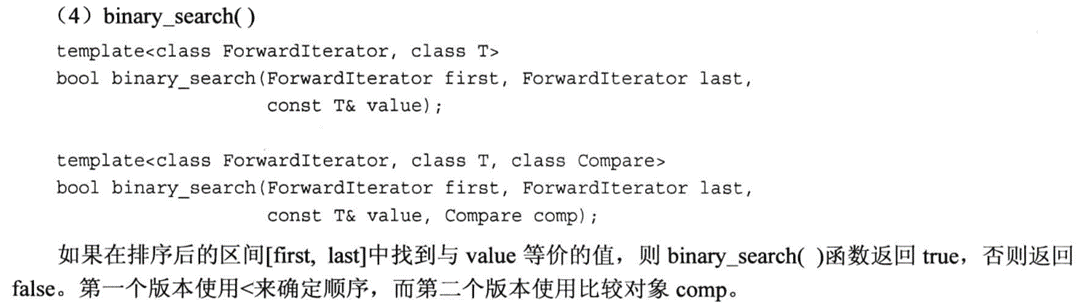 （4）binary_search( )
template<class ForwardIterator, class T>
bool binary_search(ForwardIterator first, ForwardIterator last,
                   const T& value);
template<class ForwardIterator, class T, class Compare>
bool binary_search(ForwardIterator first, ForwardIterator last,
                   const T& value, Compare comp);
如果在排序后的区间[first, last]中找到与 value 等价的值，则 binary_search( )函数返回 true，否则返回
false。第一个版本使用<来确定顺序，而第二个版本使用比较对象 comp。